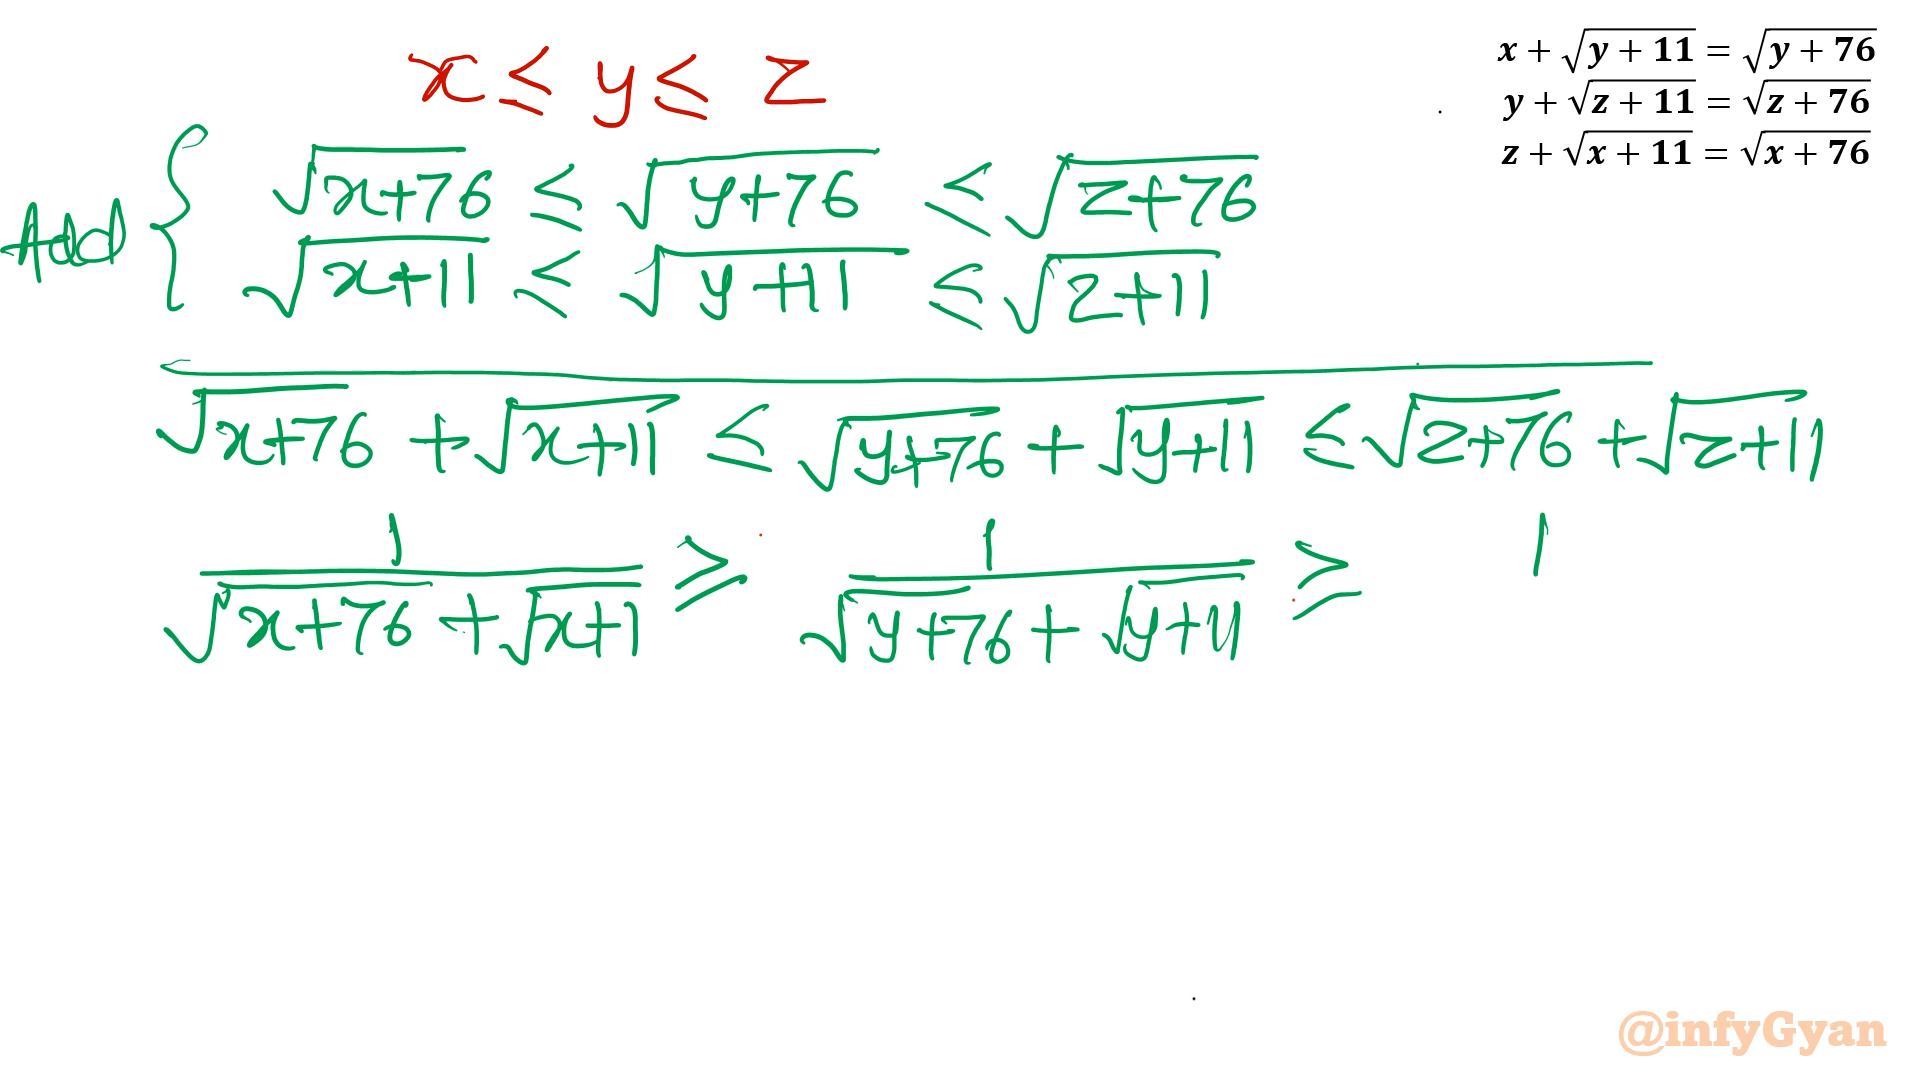 x + √(y + 11) = √(y + 76)
y + √(z + 11) = √(z + 76)
z + √(x + 11) = √(x + 76)
x ≤ y ≤ z
Add { √(x+76) ≤ √(y+76) ≤ √(z+76)
√(x+11) ≤ √(y+11) ≤ √(z+11)
√(x+76) + √(x+11) ≤ √(y+76) + √(y+11) ≤ √(z+76) + √(z+11)
1/(√(x+76) + √(x+1)) ≥ 1/(√(y+76) + √(y+11)) ≥ 1
@infyGyan